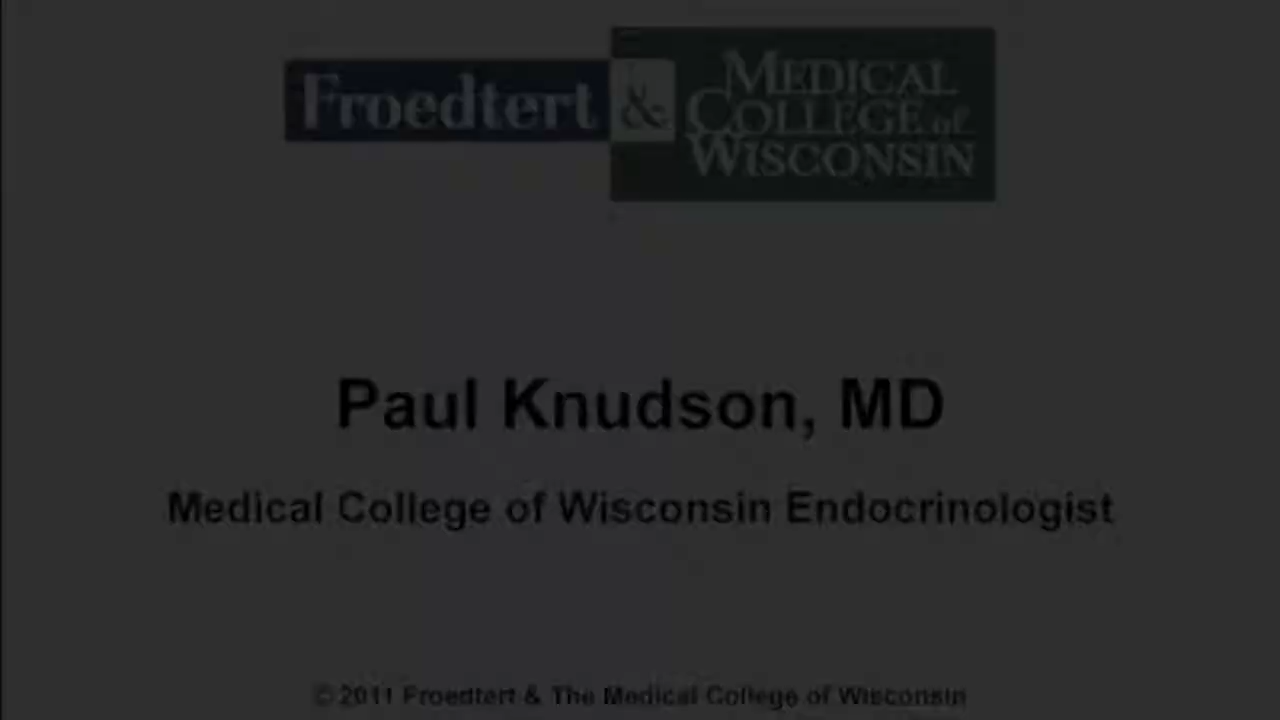 Froedtert & MEDICAL COLLEGE of WISCONSIN
Paul Knudson, MD
Medical College of Wisconsin Endocrinologist
© 2011 Froedtert & The Medical College of Wisconsin